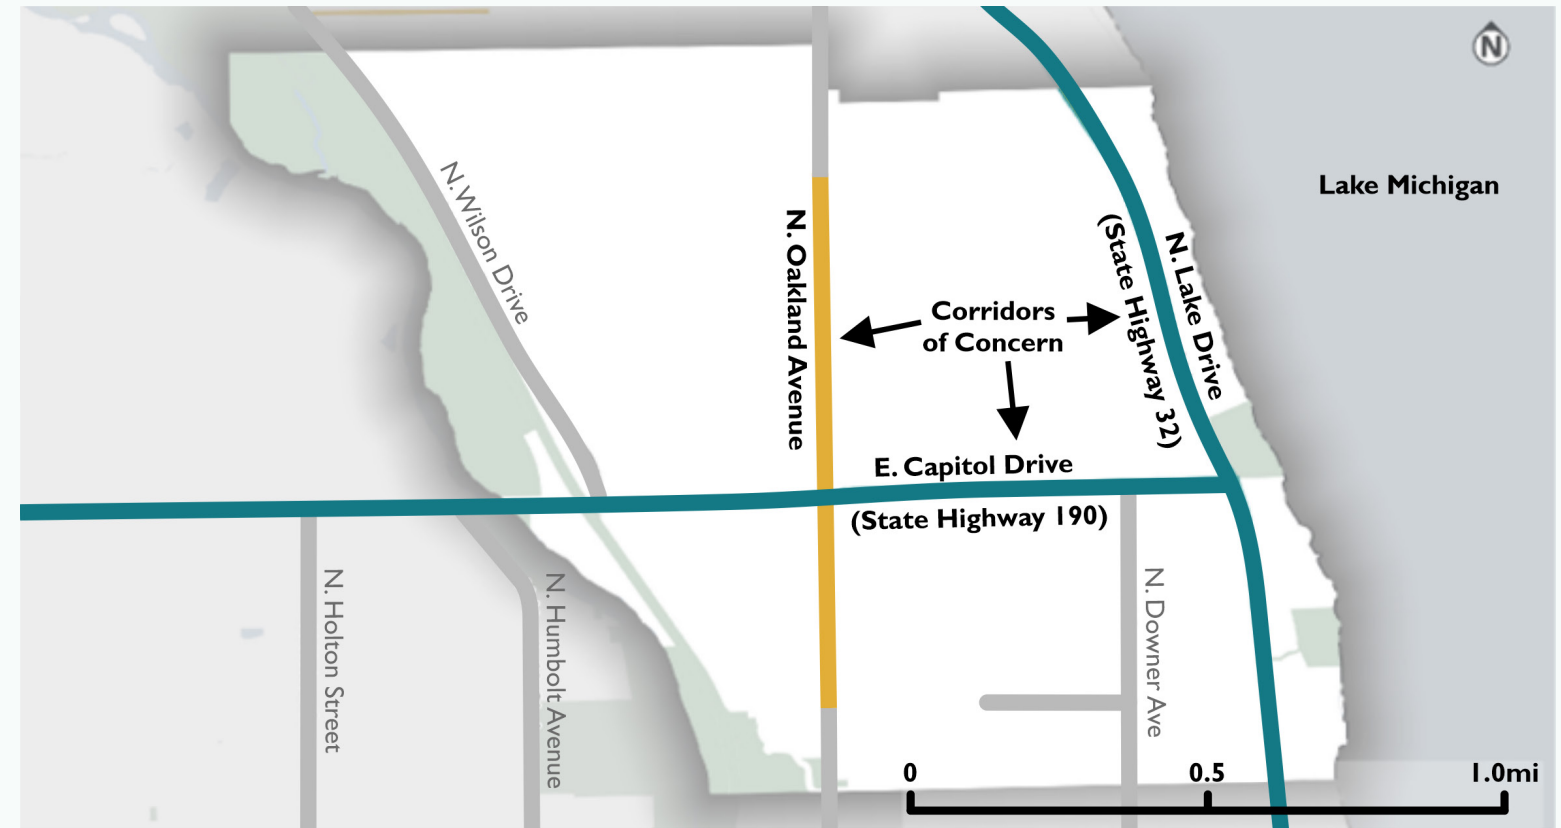 N
Lake Michigan
N. Wilson Drive
N. Oakland Avenue
N. Lake Drive
(State Highway 32)
Corridors
of Concern
E. Capitol Drive
(State Highway 190)
N. Holton Street
N. Humbolt Avenue
N. Downer Ave
0 0.5 1.0mi